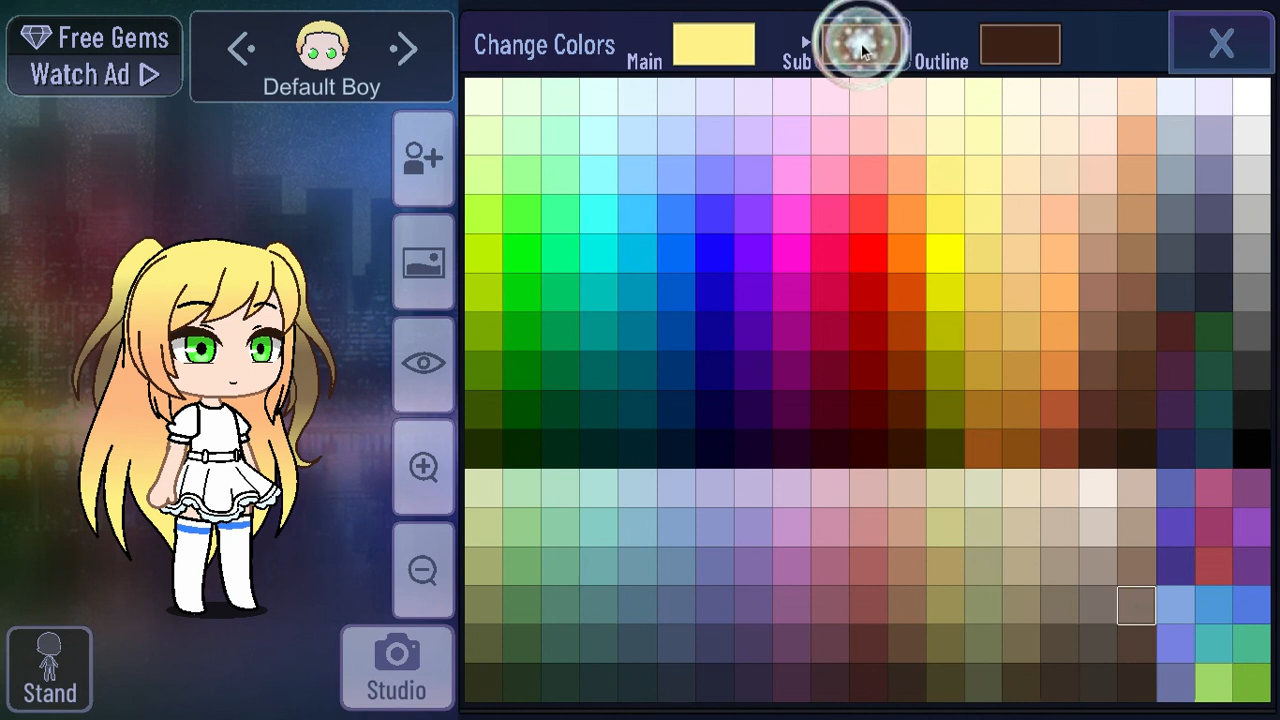 Free Gems
Watch Ad
Default Boy
Change Colors
Main
Sub
Outline
X
Stand
Studio